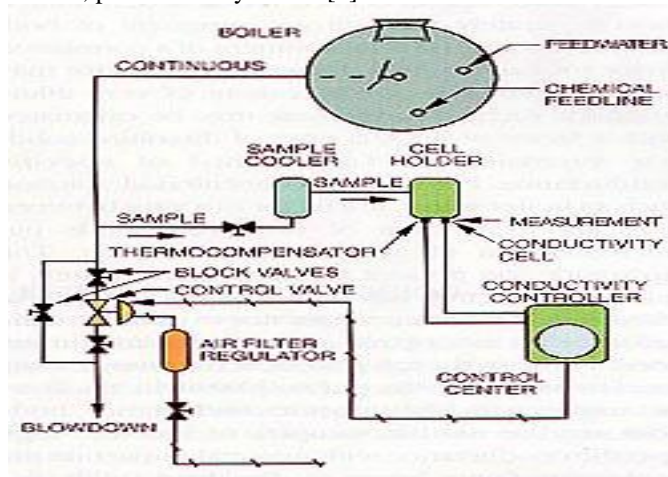 BOILER
FEEDWATER
CONTINUOUS
CHEMICAL
FEEDLINE
SAMPLE
COOLER
CELL
HOLDER
SAMPLE
SAMPLE
MEASUREMENT
THERMOCOMPENSATOR
CONDUCTIVITY
CELL
BLOCK VALVES
CONTROL VALVE
CONDUCTIVITY
CONTROLLER
AIR FILTER
REGULATOR
CONTROL
CENTER
BLOWDOWN